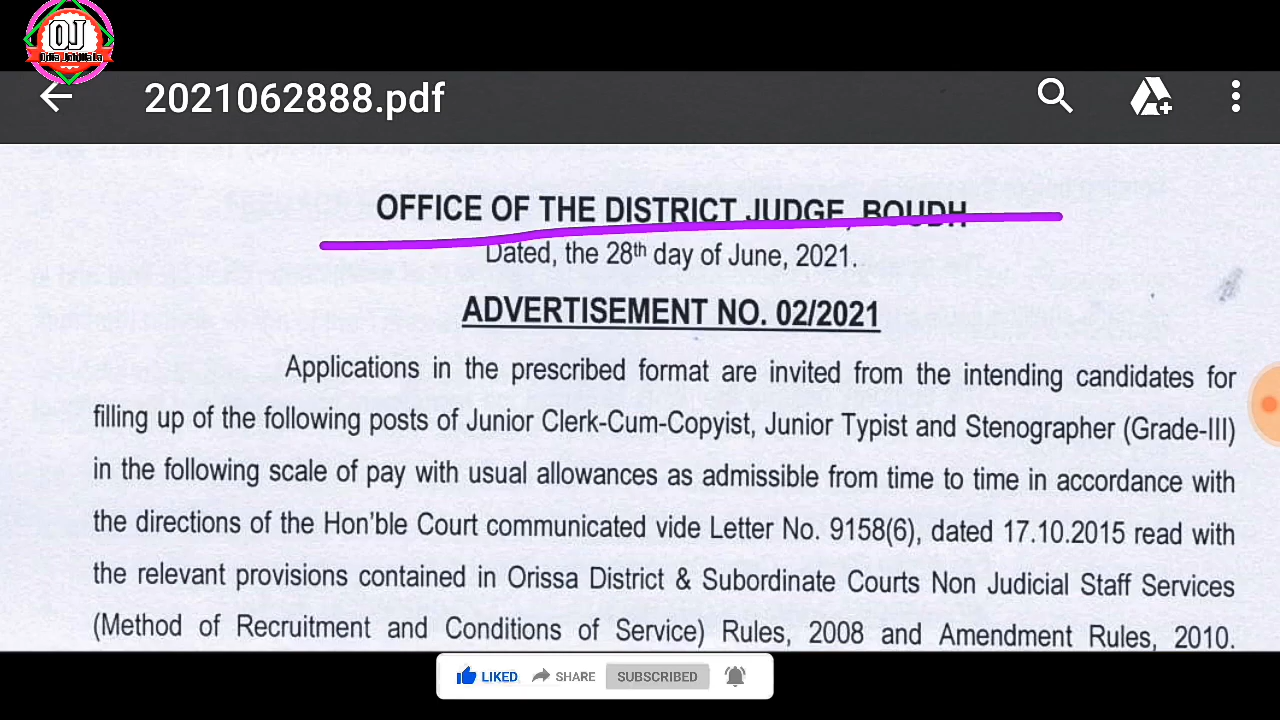 OJ
2021062888.pdf
OFFICE OF THE DISTRICT JUDGE, BOUDH
Dated, the 28th day of June, 2021.
ADVERTISEMENT NO. 02/2021
Applications in the prescribed format are invited from the intending candidates for
filling up of the following posts of Junior Clerk-Cum-Copyist, Junior Typist and Stenographer (Grade-III)
in the following scale of pay with usual allowances as admissible from time to time in accordance with
the directions of the Hon'ble Court communicated vide Letter No. 9158(6), dated 17.10.2015 read with
the relevant provisions contained in Orissa District & Subordinate Courts Non Judicial Staff Services
(Method of Recruitment and Conditions of Service) Rules, 2008 and Amendment Rules, 2010.
LIKED SHARE SUBSCRIBED